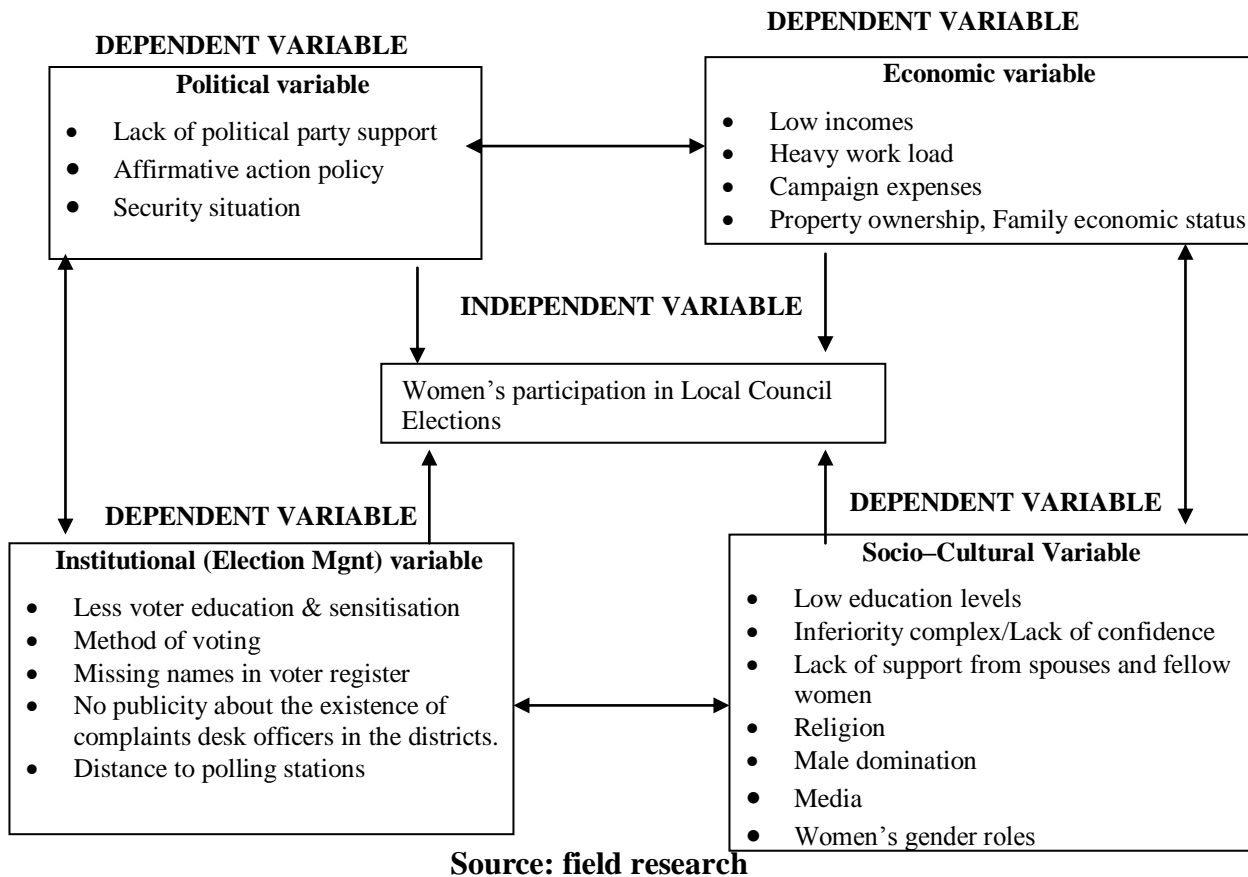 DEPENDENT VARIABLE
Political variable
• Lack of political party support
• Affirmative action policy
• Security situation
DEPENDENT VARIABLE
Economic variable
• Low incomes
• Heavy work load
• Campaign expenses
• Property ownership, Family economic status
INDEPENDENT VARIABLE
Women’s participation in Local Council
Elections
DEPENDENT VARIABLE
Institutional (Election Mgnt) variable
• Less voter education & sensitisation
• Method of voting
• Missing names in voter register
• No publicity about the existence of
complaints desk officers in the districts.
• Distance to polling stations
DEPENDENT VARIABLE
Socio–Cultural Variable
• Low education levels
• Inferiority complex/Lack of confidence
• Lack of support from spouses and fellow
women
• Religion
• Male domination
• Media
• Women’s gender roles
Source: field research